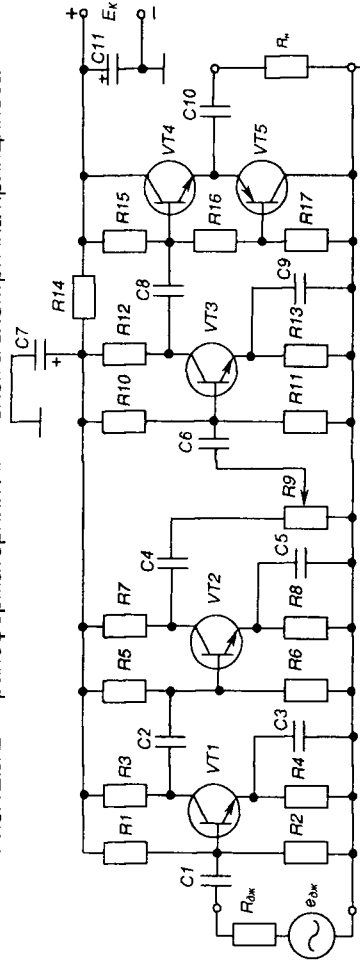 C7
+
R14
+
C11
+
Eк
−
R1
R3
C2
R5
R7
C4
R10
R12
C8
R15
VT4
C10
C1
VT1
VT2
C6
VT3
R16
VT5
Rн
Rдж
R2
R4
C3
R6
R8
C5
R9
R11
R13
C9
R17
eдж